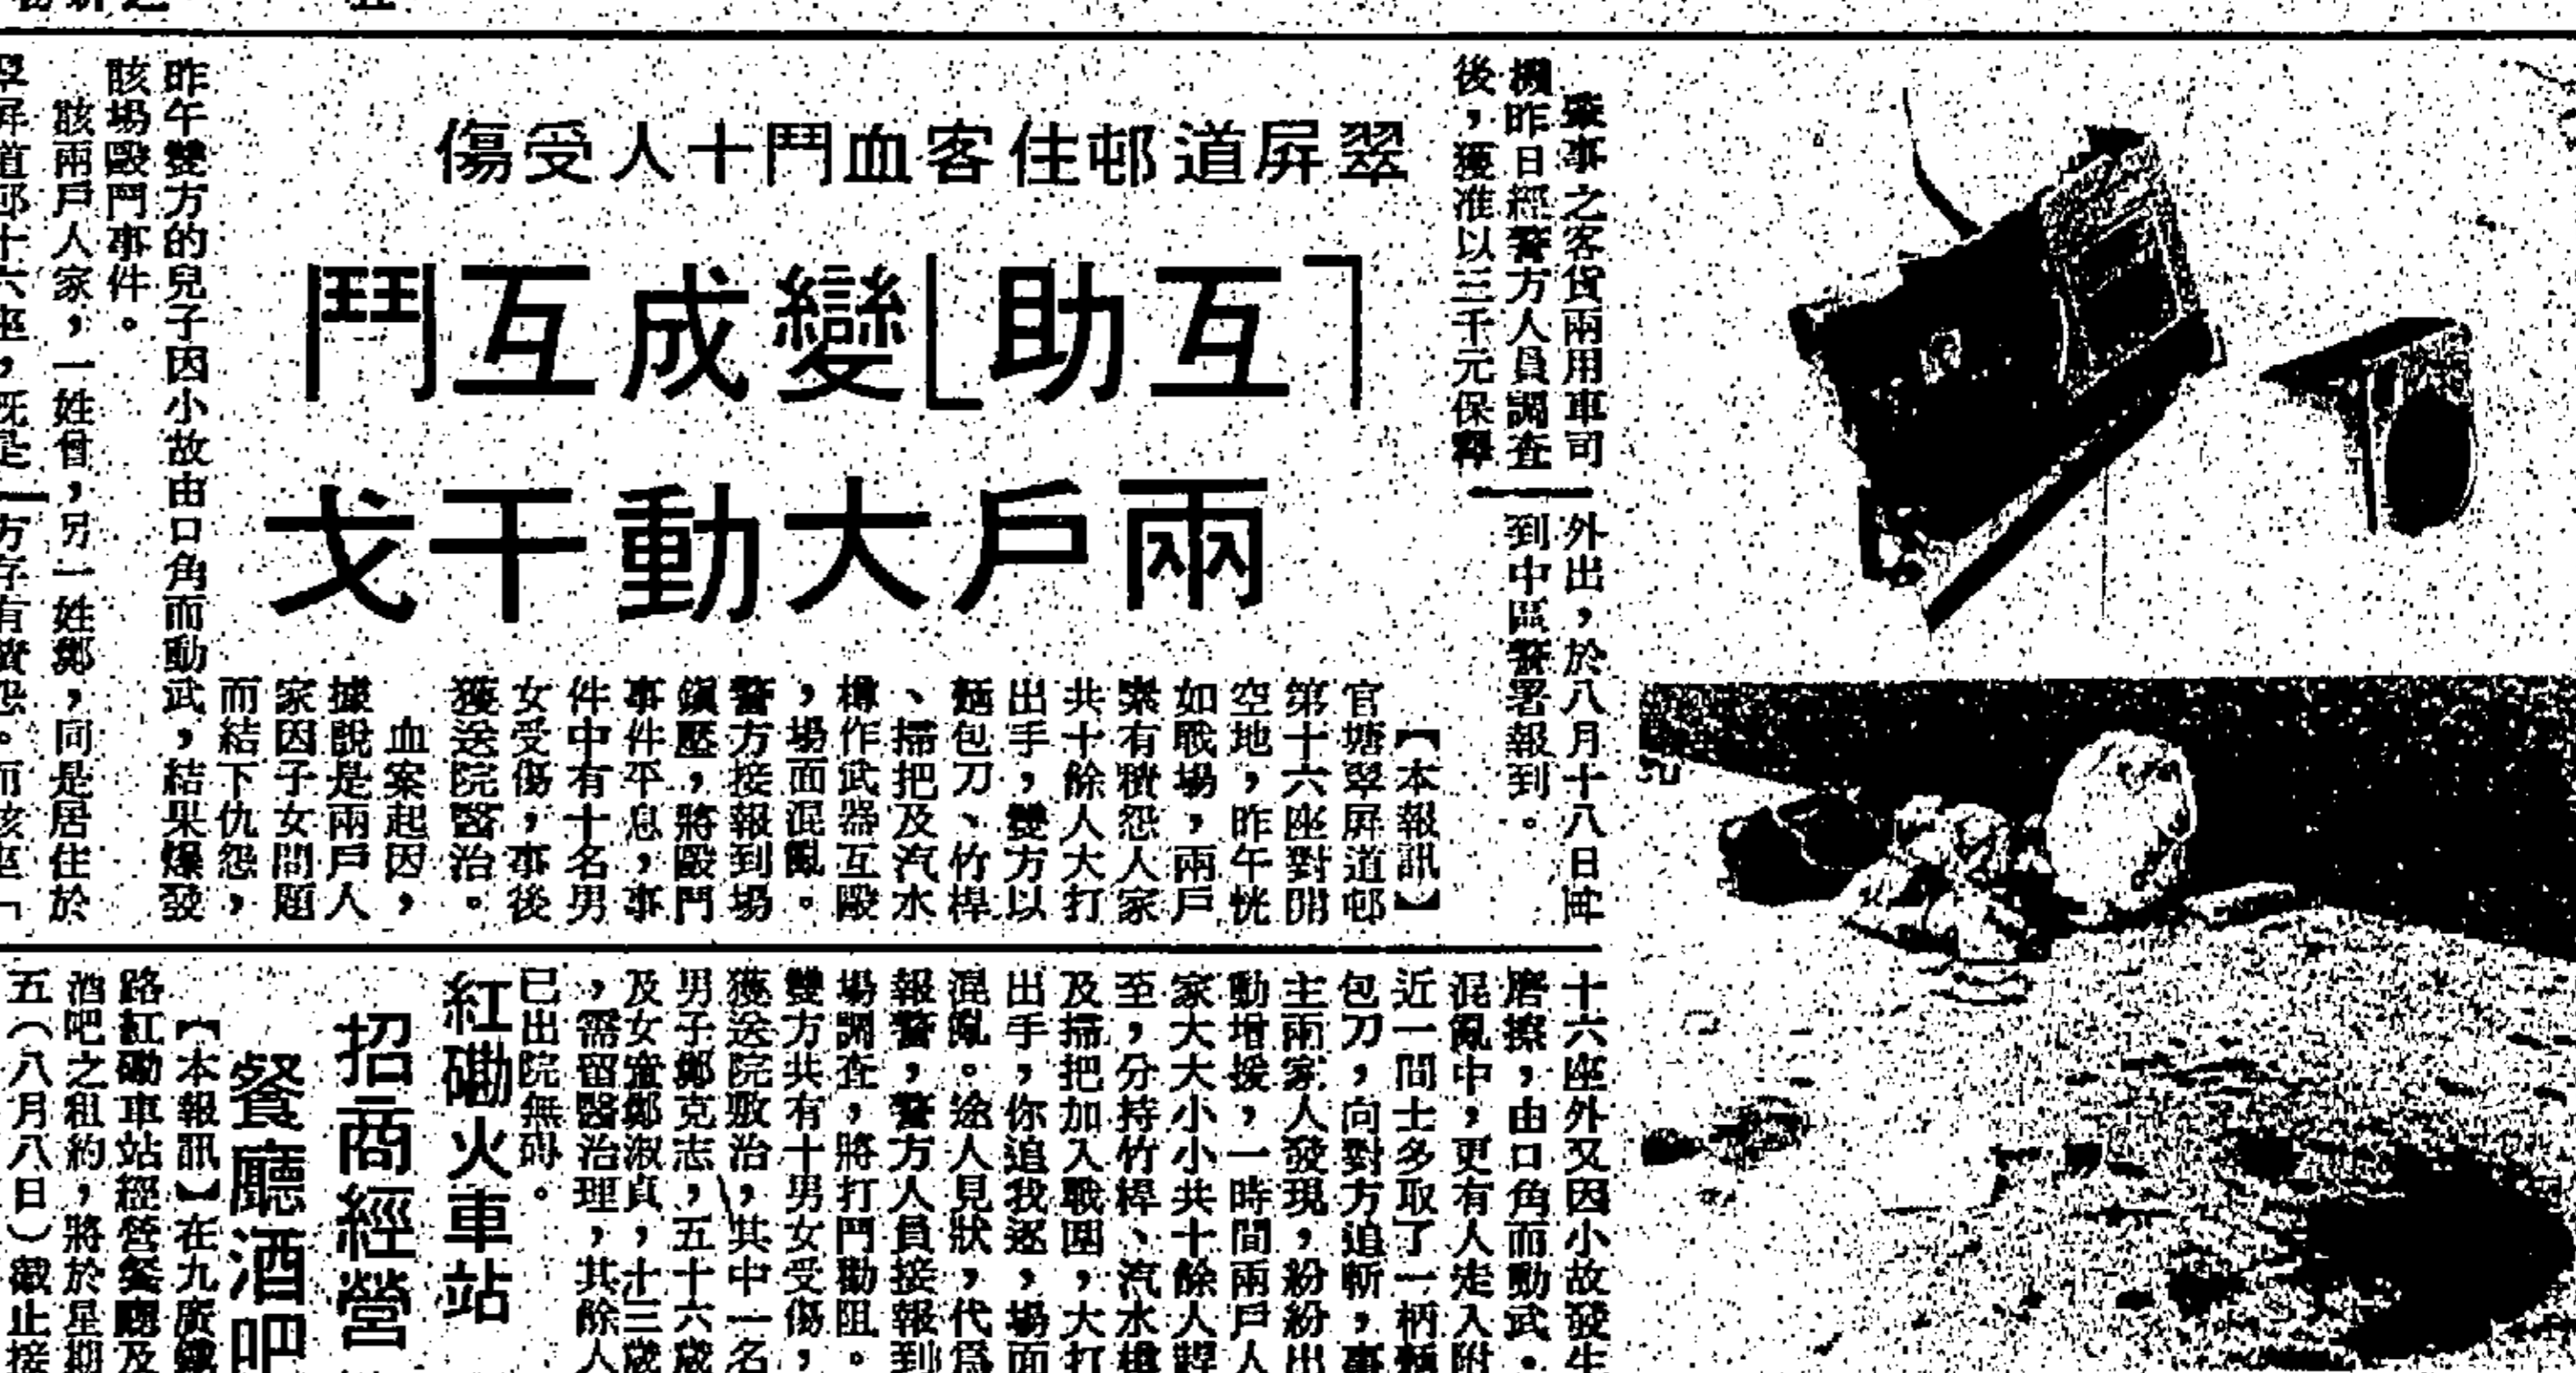 肇事之客貨兩用車司
機昨日經警方人員調查
後，獲准以三千元保釋
外出，於八月十八日再
到中區警署報到。
翠屏道邨住客血鬥十人受傷
「互助」變成互鬥
兩戶大動干戈
【本報訊】
官塘翠屏道邨
第十六座對開
空地，昨午恍
如戰場，兩戶
素有積怨人家
共十餘人大打
出手，雙方以
麵包刀、竹桿
、掃把及汽水
樽作武器互毆
，場面混亂。
警方接報到場
鎮壓，將毆鬥
事件平息，事
件中有十名男
女受傷，事後
獲送院醫治。
血案起因，
據說是兩戶人
家因子女問題
而結下仇怨，
昨午雙方的兒子因小故由口角而動武，結果爆發
該場毆鬥事件。
該兩戶人家，一姓曾，另一姓鄭，同是居住於
翠屏道邨十六座，既是一方存有積怨。而該座「
十六座外又因小故發生
磨擦，由口角而動武。
混亂中，更有人走入附
近一間士多取了一柄麵
包刀，向對方追斬，事
主兩家人發現，紛紛出
動增援，一時間兩戶人
家大大小小共十餘人趕
至，分持竹桿、汽水樽
及掃把加入戰團，大打
出手，你追我逐，場面
混亂。途人見狀，代爲
報警，警方人員接報到
場調查，將打鬥勸阻。
雙方共有十男女受傷，
獲送院敷治，其中一名
男子鄭克志，五十六歲
及女童鄭淑貞，十三歲
，需留醫治理，其餘人
已出院無碍。
紅磡火車站
招商經營
餐廳酒吧
【本報訊】在九廣鐵
路紅磡車站經營餐廳及
酒吧之租約，將於星期
五（八月八日）截止接